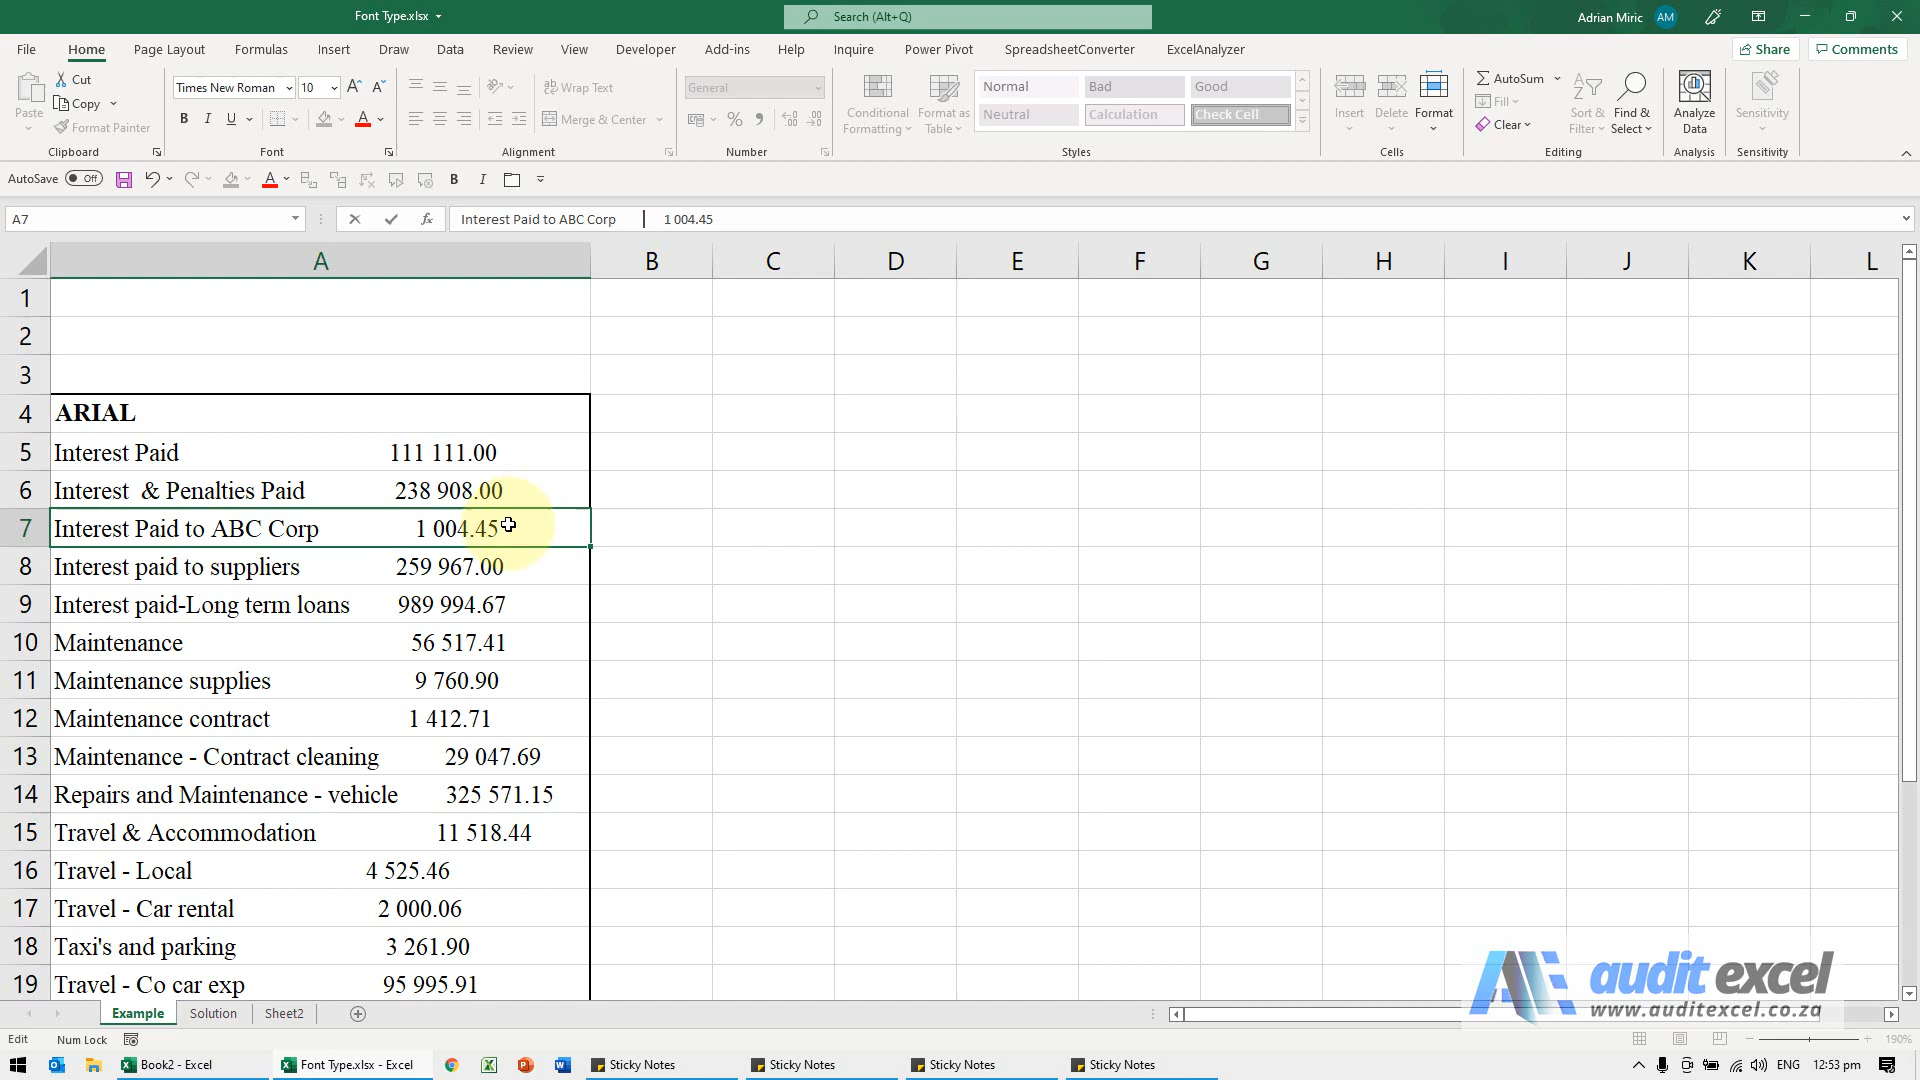 Font Type.xlsx
Search (Alt+Q)
Adrian Miric AM
File Home Page Layout Formulas Insert Draw Data Review View Developer Add-ins Help Inquire Power Pivot SpreadsheetConverter ExcelAnalyzer Share Comments
Paste Cut Copy Format Painter Clipboard
Times New Roman 10 A A B I U A Font
Wrap Text Merge & Center Alignment
General % Number
Conditional Formatting Format as Table
Normal Bad Good
Neutral Calculation Check Cell
Styles
Insert Delete Format Cells
AutoSum Fill Clear Sort & Filter Find & Select Editing
Analyze Data Analysis
Sensitivity Sensitivity
AutoSave Off A B I
A7 fx Interest Paid to ABC Corp 1 004.45
A B C D E F G H I J K L
1
2
3
4 ARIAL
5 Interest Paid 111 111.00
6 Interest & Penalties Paid 238 908.00
7 Interest Paid to ABC Corp 1 004.45
8 Interest paid to suppliers 259 967.00
9 Interest paid-Long term loans 989 994.67
10 Maintenance 56 517.41
11 Maintenance supplies 9 760.90
12 Maintenance contract 1 412.71
13 Maintenance - Contract cleaning 29 047.69
14 Repairs and Maintenance - vehicle 325 571.15
15 Travel & Accommodation 11 518.44
16 Travel - Local 4 525.46
17 Travel - Car rental 2 000.06
18 Taxi's and parking 3 261.90
19 Travel - Co car exp 95 995.91
audit excel
www.auditexcel.co.za
Example Solution Sheet2
Edit Num Lock 190%
Book2 - Excel Font Type.xlsx - Excel Sticky Notes Sticky Notes Sticky Notes Sticky Notes ENG 12:53 pm